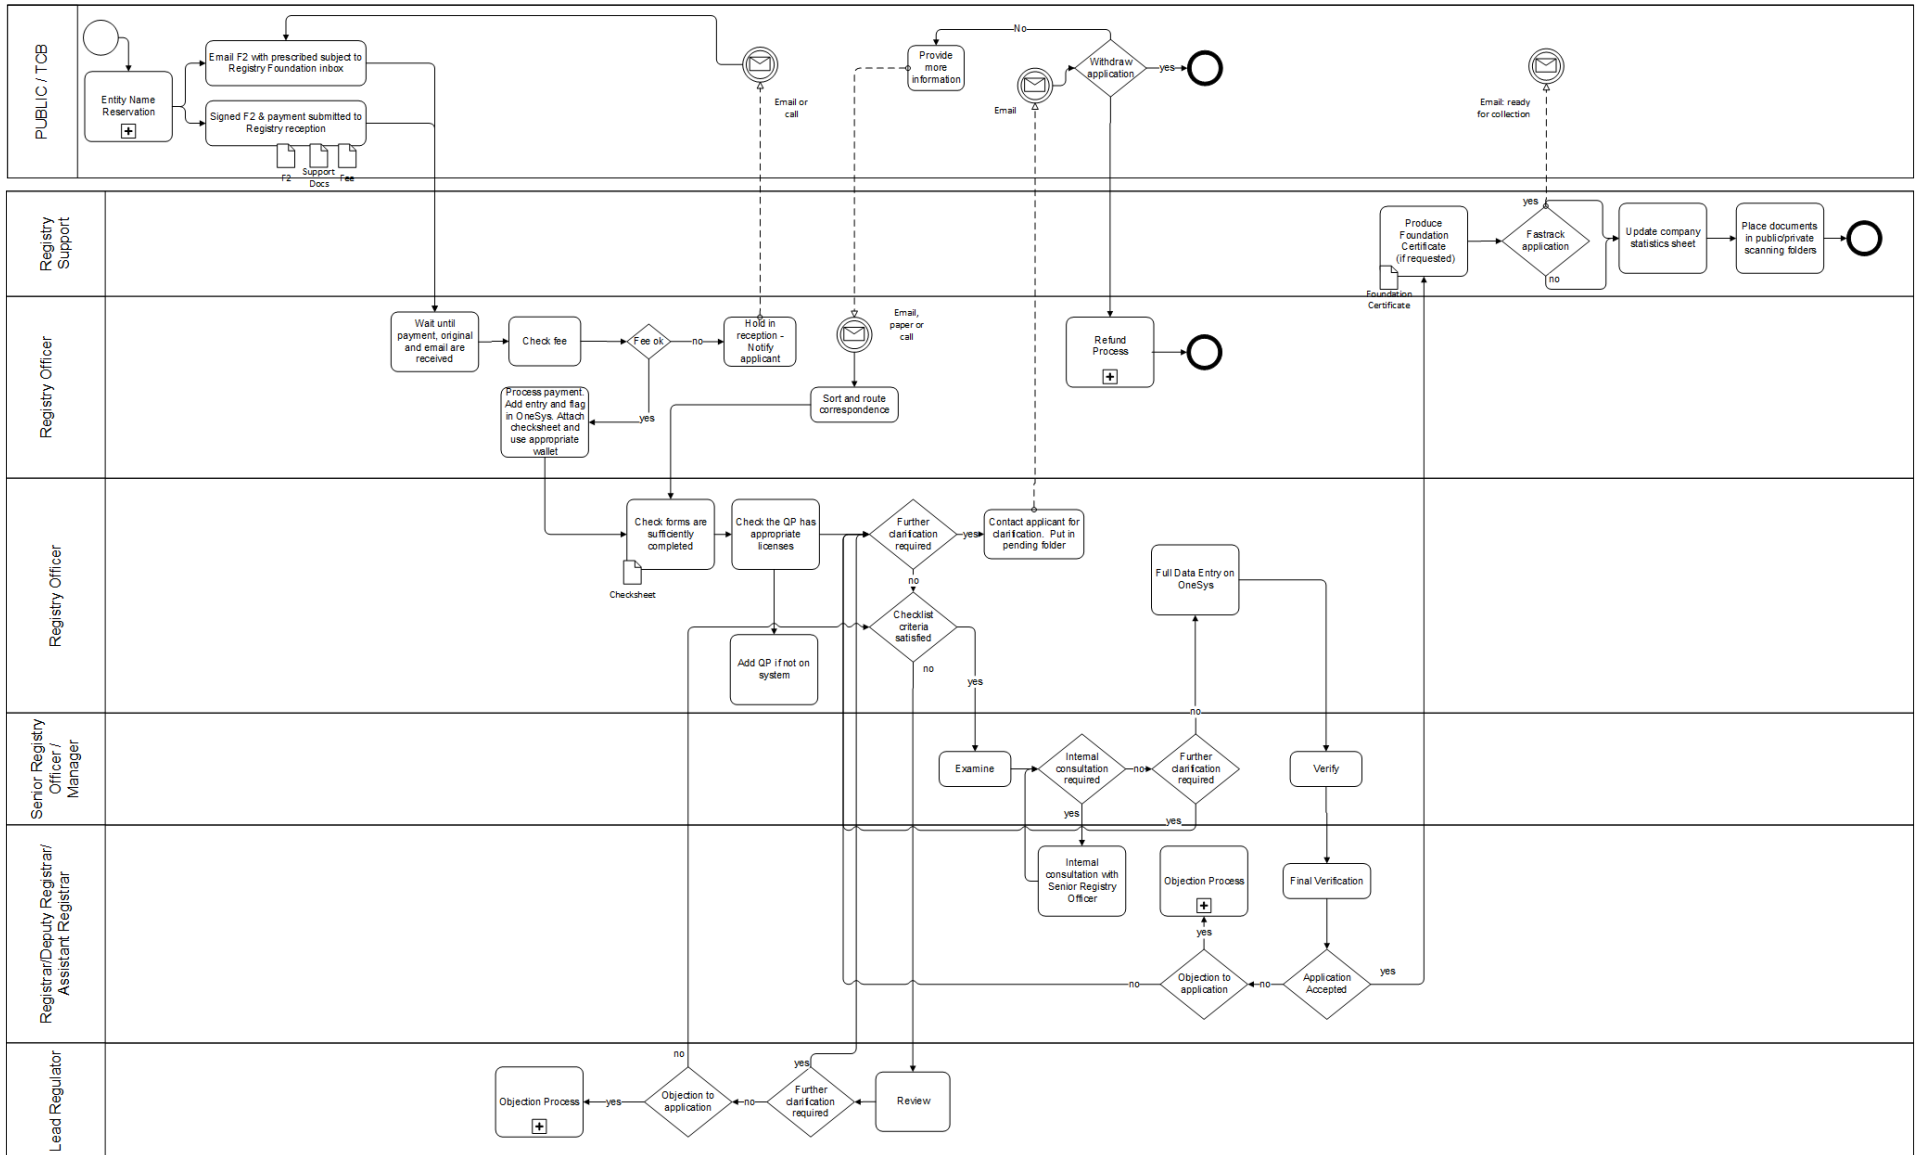 PUBLIC / TCB
Entity Name
Reservation
Email F2 with prescribed subject to
Registry Foundation inbox
Signed F2 & payment submitted to
Registry reception
F2
Support
Docs
Fee
Email or
call
Provide
more
information
No
Email
Withdraw
application
yes
Email: ready
for collection
Registry
Support
Produce
Foundation
Certificate
(if requested)
Foundation
Certificate
yes
Fastrack
application
no
Update company
statistics sheet
Place documents
in public/private
scanning folders
Registry Officer
Wait until
payment, original
and email are
received
Check fee
Fee ok
no
Hold in
reception -
Notify
applicant
Email,
paper or
call
Refund
Process
yes
Process payment.
Add entry and flag
in OneSys. Attach
checksheet and
use appropriate
wallet
Sort and route
correspondence
Registry Officer
Check forms are
sufficiently
completed
Checksheet
Check the QP has
appropriate
licenses
Add QP if not on
system
Further
clarification
required
yes
Contact applicant for
clarification. Put in
pending folder
no
Checklist
criteria
satisfied
no
yes
Full Data Entry on
OneSys
Senior Registry
Officer /
Manager
Examine
Internal
consultation
required
no
Further
clarification
required
no
yes
yes
Verify
Registrar/Deputy Registrar/
Assistant Registrar
Internal
consultation with
Senior Registry
Officer
Objection Process
yes
Objection to
application
no
no
Final Verification
Application
Accepted
yes
Lead Regulator
Objection Process
yes
Objection to
application
no
no
Further
clarification
required
yes
Review